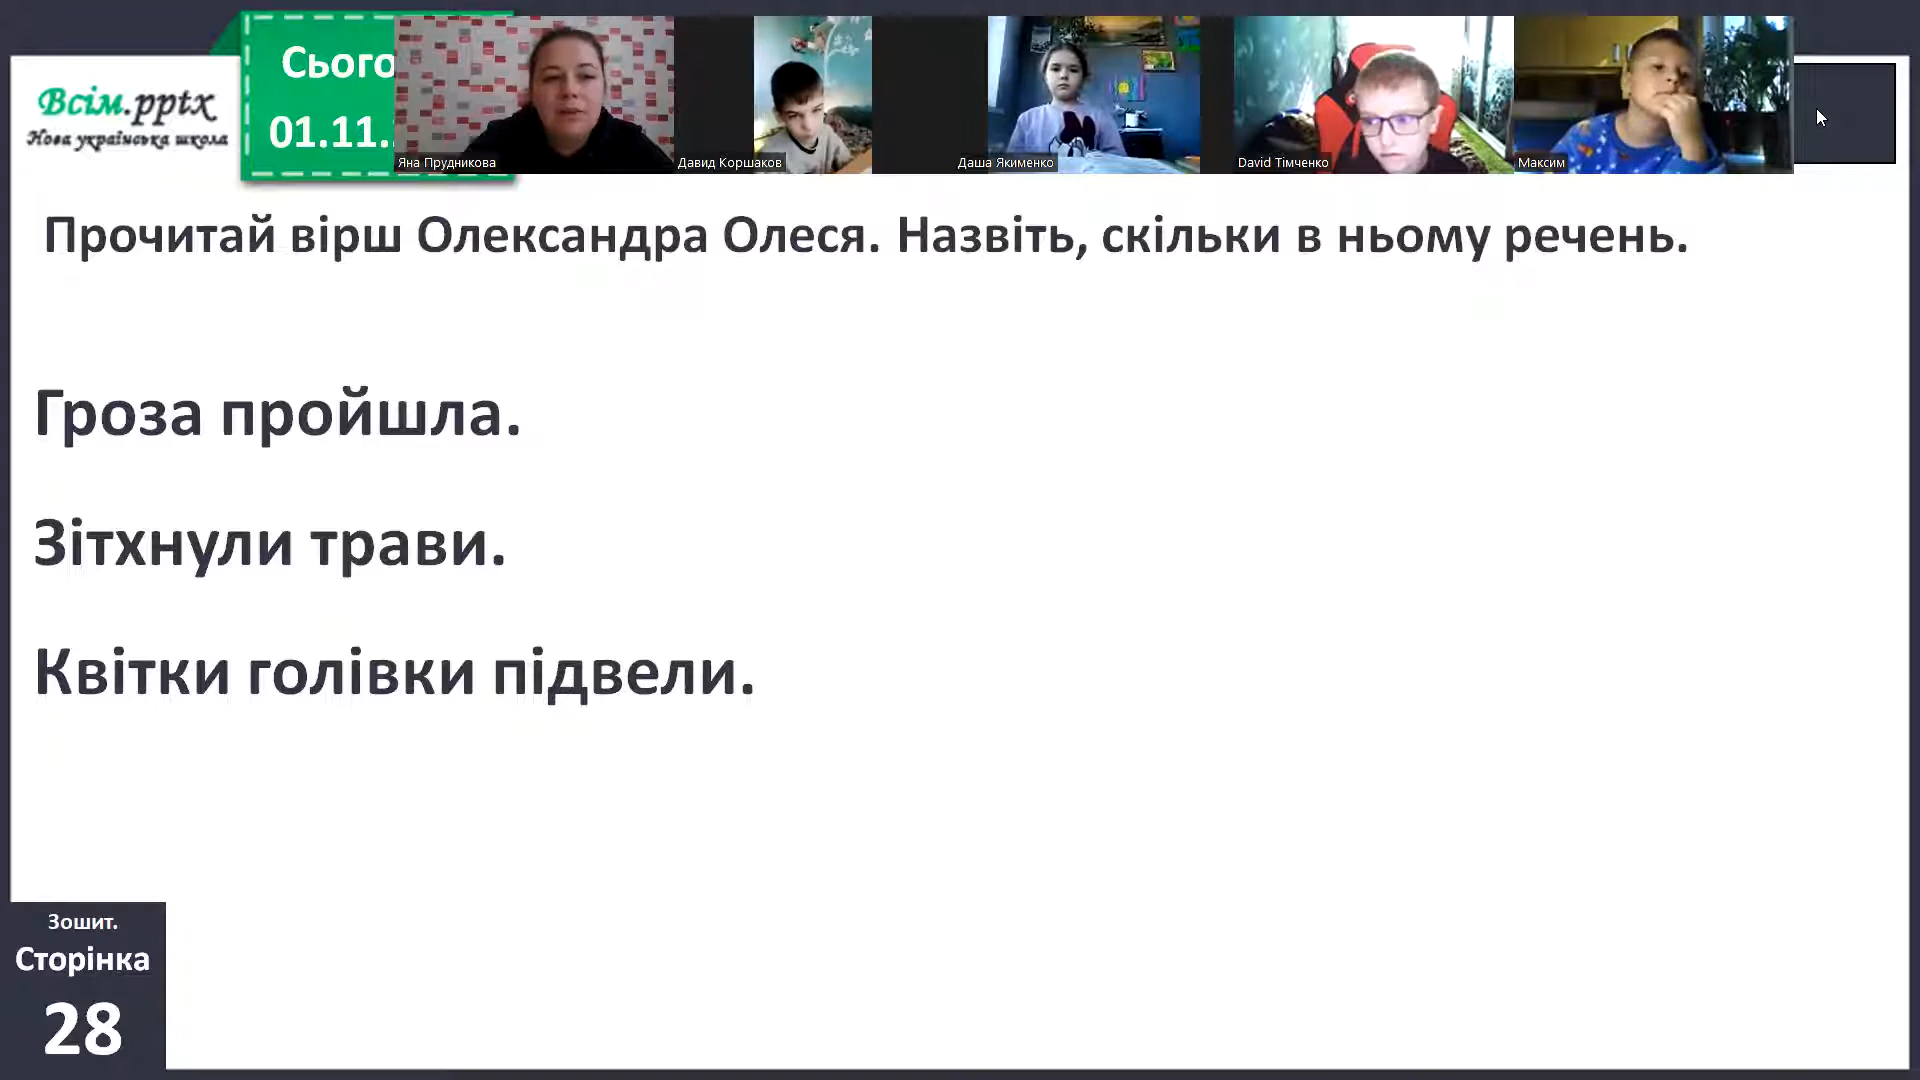 Всім.pptx
Нова українська школа
Сього
01.11.
Яна Прудникова
Давид Коршаков
Даша Якименко
David Тімченко
Максим
Прочитай вірш Олександра Олеся. Назвіть, скільки в ньому речень.
Гроза пройшла.
Зітхнули трави.
Квітки голівки підвели.
Зошит.
Сторінка
28